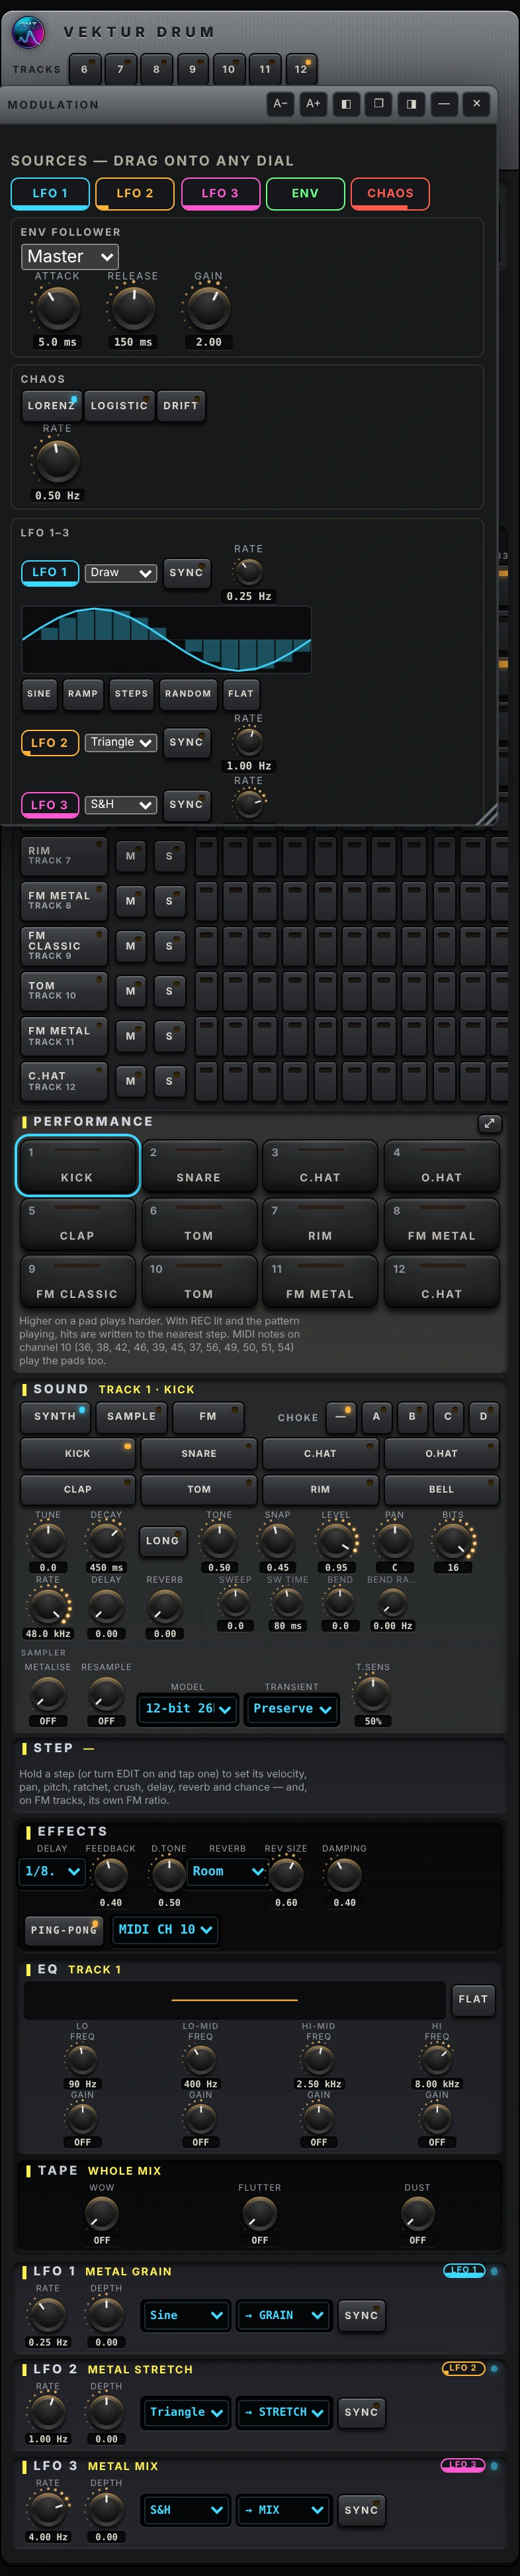 VEKTUR DRUM
TRACKS 6 7 8 9 10 11 12
MODULATION A− A+
SOURCES — DRAG ONTO ANY DIAL
LFO 1 LFO 2 LFO 3 ENV CHAOS
ENV FOLLOWER
Master
ATTACK RELEASE GAIN
5.0 ms 150 ms 2.00
CHAOS
LORENZ LOGISTIC DRIFT
RATE
0.50 Hz
LFO 1–3
RATE
LFO 1 Draw SYNC
0.25 Hz
SINE RAMP STEPS RANDOM FLAT
RATE
LFO 2 Triangle SYNC
1.00 Hz
RATE
LFO 3 S&H SYNC
RIM M S
TRACK 7
FM METAL M S
TRACK 8
FM
CLASSIC M S
TRACK 9
TOM M S
TRACK 10
FM METAL M S
TRACK 11
C.HAT M S
TRACK 12
PERFORMANCE
1 2 3 4
KICK SNARE C.HAT O.HAT
5 6 7 8
CLAP TOM RIM FM METAL
9 10 11 12
FM CLASSIC TOM FM METAL C.HAT
Higher on a pad plays harder. With REC lit and the pattern
playing, hits are written to the nearest step. MIDI notes on
channel 10 (36, 38, 42, 46, 39, 45, 37, 56, 49, 50, 51, 54)
play the pads too.
SOUND TRACK 1 · KICK
SYNTH SAMPLE FM CHOKE — A B C D
KICK SNARE C.HAT O.HAT
CLAP TOM RIM BELL
TUNE DECAY LONG TONE SNAP LEVEL PAN BITS
0.0 450 ms 0.50 0.45 0.95 C 16
RATE DELAY REVERB SWEEP SW TIME BEND BEND RA…
48.0 kHz 0.00 0.00 0.0 80 ms 0.0 0.00 Hz
SAMPLER
METALISE RESAMPLE MODEL TRANSIENT T.SENS
OFF OFF 12-bit 26 Preserve 50%
STEP —
Hold a step (or turn EDIT on and tap one) to set its velocity,
pan, pitch, ratchet, crush, delay, reverb and chance — and,
on FM tracks, its own FM ratio.
EFFECTS
DELAY FEEDBACK D.TONE REVERB REV SIZE DAMPING
1/8. 0.40 0.50 Room 0.60 0.40
PING-PONG MIDI CH 10
EQ TRACK 1
FLAT
LO LO-MID HI-MID HI
FREQ FREQ FREQ FREQ
90 Hz 400 Hz 2.50 kHz 8.00 kHz
GAIN GAIN GAIN GAIN
OFF OFF OFF OFF
TAPE WHOLE MIX
WOW FLUTTER DUST
OFF OFF OFF
LFO 1 METAL GRAIN LFO 1
RATE DEPTH
Sine → GRAIN SYNC
0.25 Hz 0.00
LFO 2 METAL STRETCH LFO 2
RATE DEPTH
Triangle → STRETCH SYNC
1.00 Hz 0.00
LFO 3 METAL MIX LFO 3
RATE DEPTH
S&H → MIX SYNC
4.00 Hz 0.00